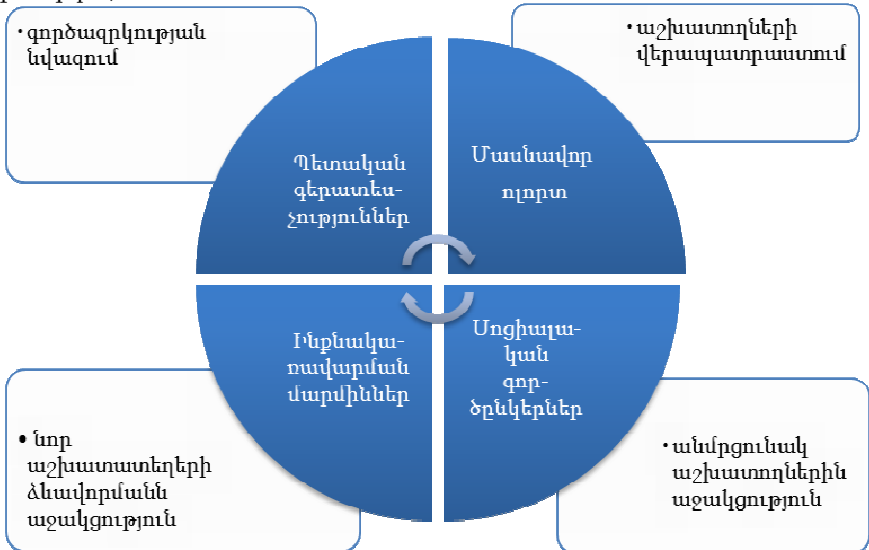 • գործազրկության
նվազում
• աշխատողների
վերապատրաստում
Պետական
գերատես-
չություններ
Մասնավոր
ոլորտ
Ինքնակա-
ռավարման
մարմիններ
Սոցիալա-
կան
գոր-
ծընկերներ
• նոր
աշխատատեղերի
ձևավորմանն
աջակցություն
• անմրցունակ
աշխատողներին
աջակցություն